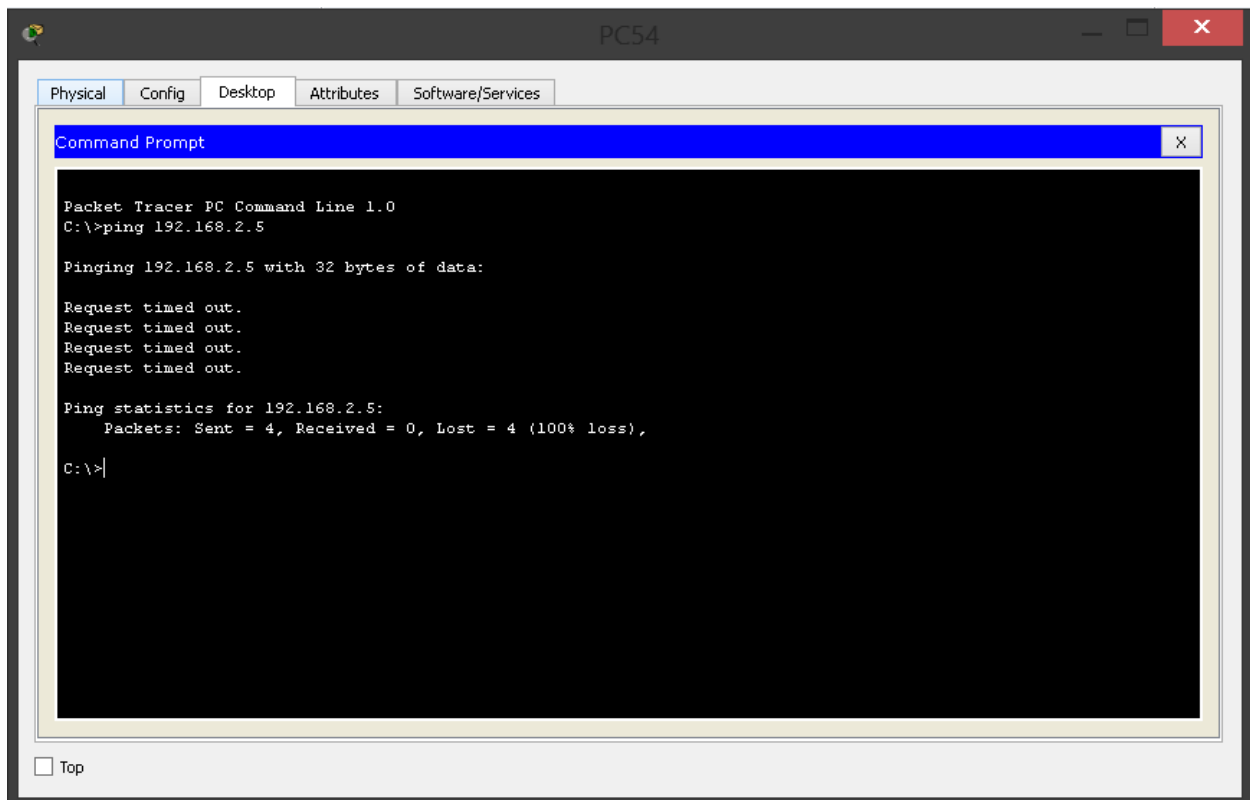 PC54
Physical Config Desktop Attributes Software/Services
Command Prompt X
Packet Tracer PC Command Line 1.0
C:\>ping 192.168.2.5
Pinging 192.168.2.5 with 32 bytes of data:
Request timed out.
Request timed out.
Request timed out.
Request timed out.
Ping statistics for 192.168.2.5:
Packets: Sent = 4, Received = 0, Lost = 4 (100% loss),
C:\>
Top